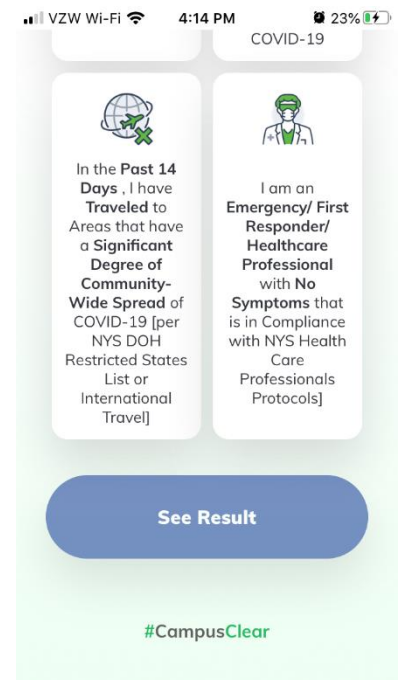 VZW Wi-Fi 4:14 PM 23%
COVID-19
In the Past 14
Days , I have
Traveled to
Areas that have
a Significant
Degree of
Community-
Wide Spread of
COVID-19 [per
NYS DOH
Restricted States
List or
International
Travel]
I am an
Emergency/ First
Responder/
Healthcare
Professional
with No
Symptoms that
is in Compliance
with NYS Health
Care
Professionals
Protocols]
See Result
#CampusClear